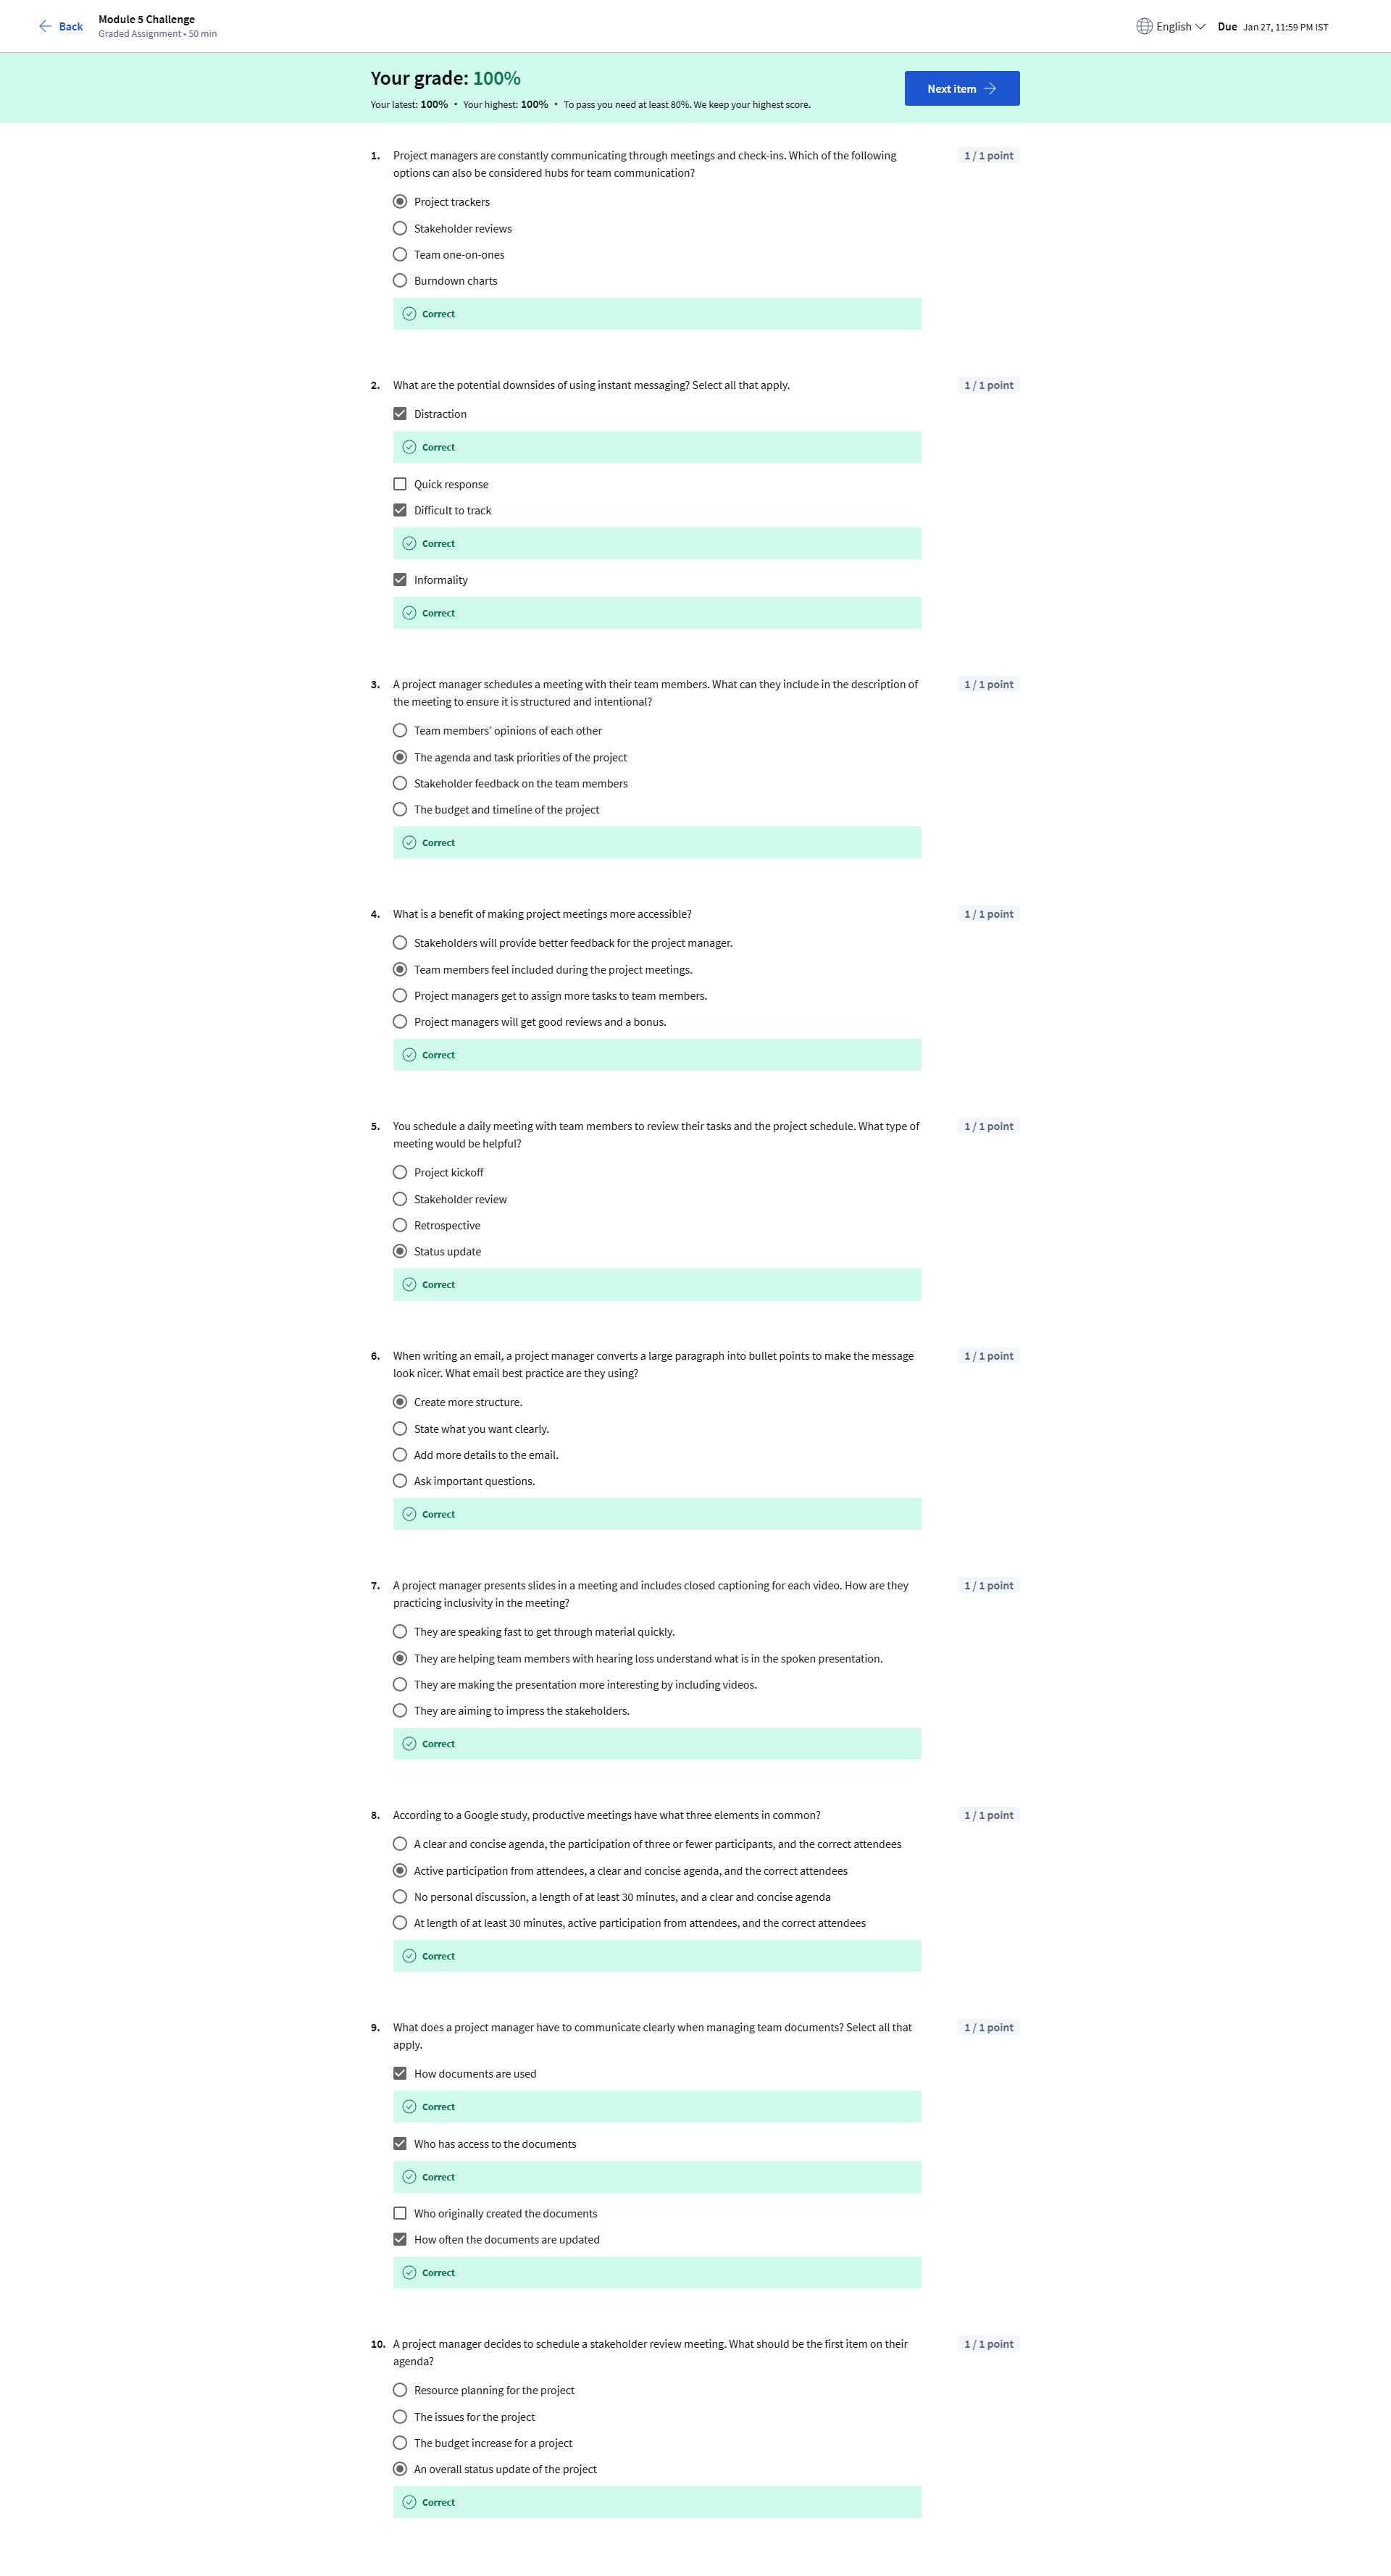 Back
Module 5 Challenge
Graded Assignment • 50 min
English
Due Jan 27, 11:59 PM IST
Your grade: 100%
Your latest: 100% • Your highest: 100% • To pass you need at least 80%. We keep your highest score.
Next item
1. Project managers are constantly communicating through meetings and check-ins. Which of the following
options can also be considered hubs for team communication?
1 / 1 point
Project trackers
Stakeholder reviews
Team one-on-ones
Burndown charts
Correct
2. What are the potential downsides of using instant messaging? Select all that apply.
1 / 1 point
Distraction
Correct
Quick response
Difficult to track
Correct
Informality
Correct
3. A project manager schedules a meeting with their team members. What can they include in the description of
the meeting to ensure it is structured and intentional?
1 / 1 point
Team members' opinions of each other
The agenda and task priorities of the project
Stakeholder feedback on the team members
The budget and timeline of the project
Correct
4. What is a benefit of making project meetings more accessible?
1 / 1 point
Stakeholders will provide better feedback for the project manager.
Team members feel included during the project meetings.
Project managers get to assign more tasks to team members.
Project managers will get good reviews and a bonus.
Correct
5. You schedule a daily meeting with team members to review their tasks and the project schedule. What type of
meeting would be helpful?
1 / 1 point
Project kickoff
Stakeholder review
Retrospective
Status update
Correct
6. When writing an email, a project manager converts a large paragraph into bullet points to make the message
look nicer. What email best practice are they using?
1 / 1 point
Create more structure.
State what you want clearly.
Add more details to the email.
Ask important questions.
Correct
7. A project manager presents slides in a meeting and includes closed captioning for each video. How are they
practicing inclusivity in the meeting?
1 / 1 point
They are speaking fast to get through material quickly.
They are helping team members with hearing loss understand what is in the spoken presentation.
They are making the presentation more interesting by including videos.
They are aiming to impress the stakeholders.
Correct
8. According to a Google study, productive meetings have what three elements in common?
1 / 1 point
A clear and concise agenda, the participation of three or fewer participants, and the correct attendees
Active participation from attendees, a clear and concise agenda, and the correct attendees
No personal discussion, a length of at least 30 minutes, and a clear and concise agenda
At length of at least 30 minutes, active participation from attendees, and the correct attendees
Correct
9. What does a project manager have to communicate clearly when managing team documents? Select all that
apply.
1 / 1 point
How documents are used
Correct
Who has access to the documents
Correct
Who originally created the documents
How often the documents are updated
Correct
10. A project manager decides to schedule a stakeholder review meeting. What should be the first item on their
agenda?
1 / 1 point
Resource planning for the project
The issues for the project
The budget increase for a project
An overall status update of the project
Correct